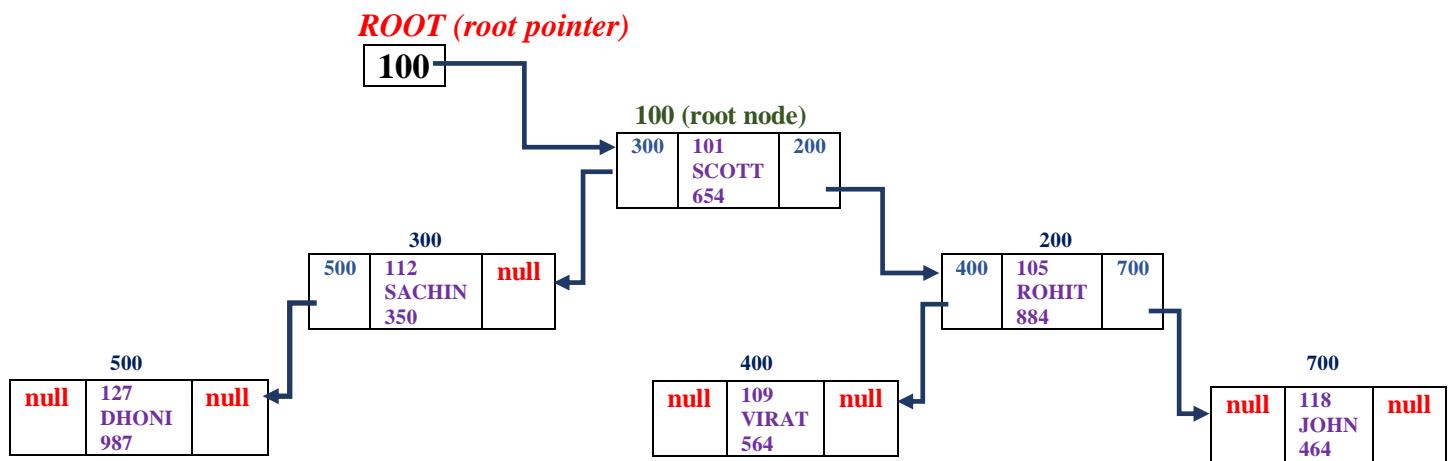 ROOT (root pointer)
100
100 (root node)
300 101 200
SCOTT
654
300
500 112 null
SACHIN
350
200
400 105 700
ROHIT
884
500
null 127 null
DHONI
987
400
null 109 null
VIRAT
564
700
null 118 null
JOHN
464